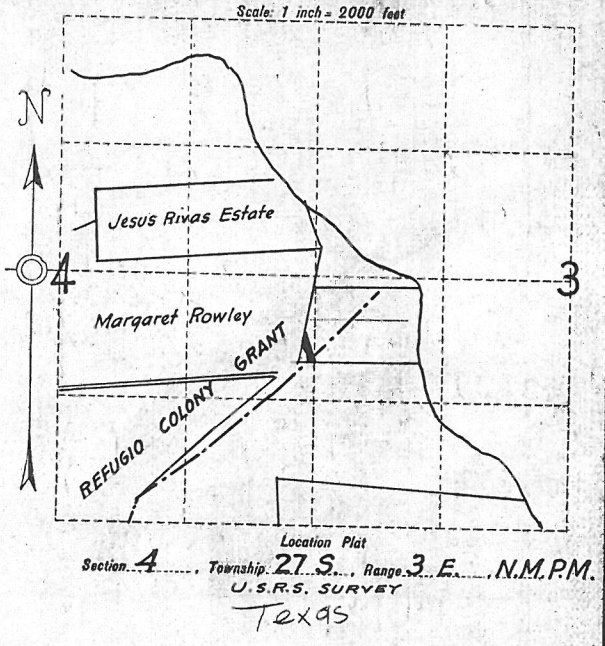 Scale: 1 inch = 2000 feet
N
Jesus Rivas Estate
4
3
Margaret Rowley
REFUGIO COLONY GRANT
Location Plat
Section 4, Township 27 S., Range 3 E., N.M.P.M.
U.S.R.S. SURVEY
Texas